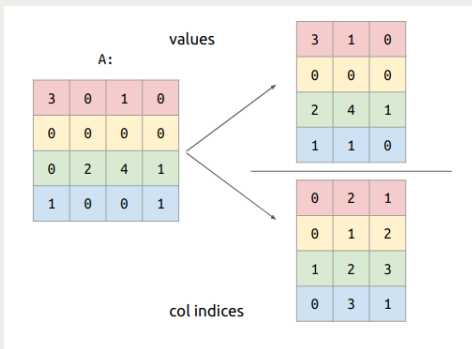 values
A:
3 0 1 0
0 0 0 0
0 2 4 1
1 0 0 1
3 1 0
0 0 0
2 4 1
1 1 0
0 2 1
0 1 2
1 2 3
0 3 1
col indices